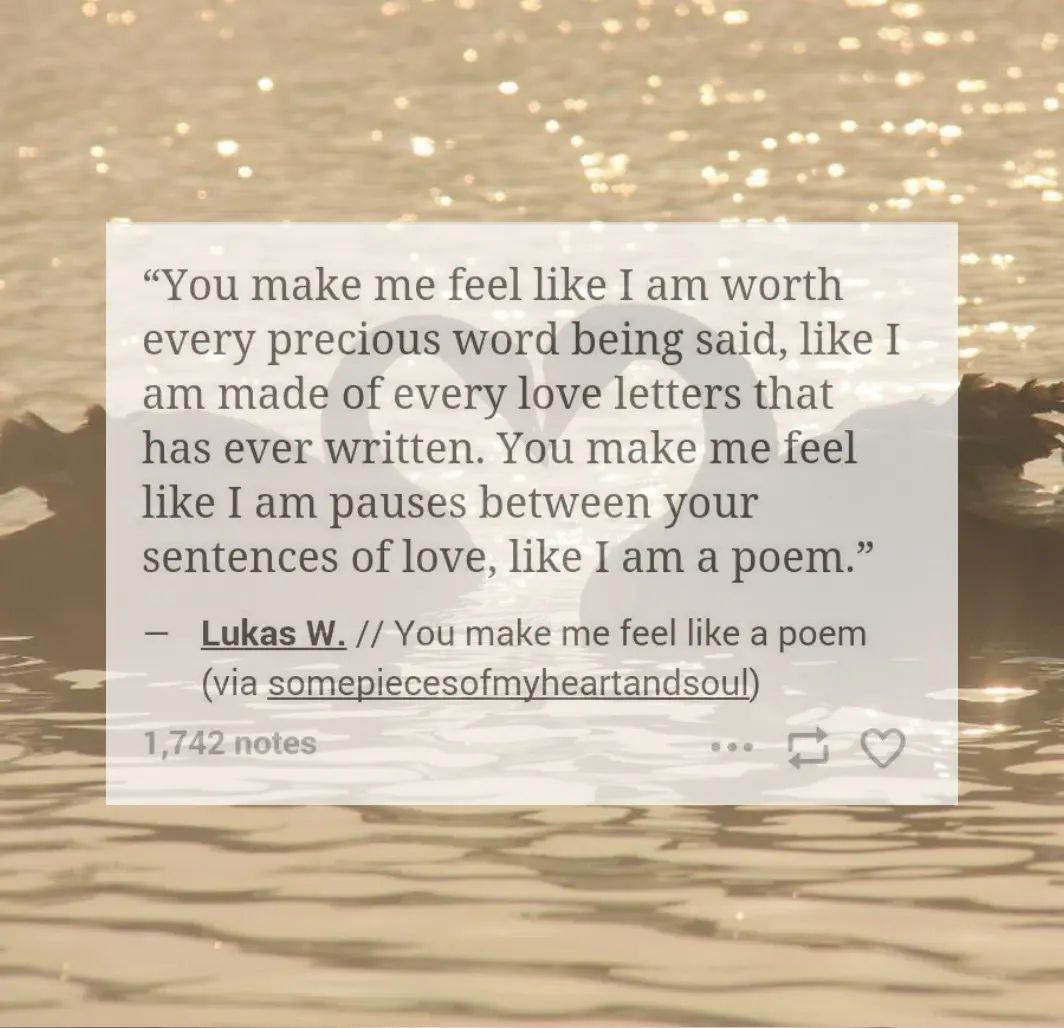 “You make me feel like I am worth
every precious word being said, like I
am made of every love letters that
has ever written. You make me feel
like I am pauses between your
sentences of love, like I am a poem.”
— Lukas W. // You make me feel like a poem
(via somepiecesofmyheartandsoul)
1,742 notes